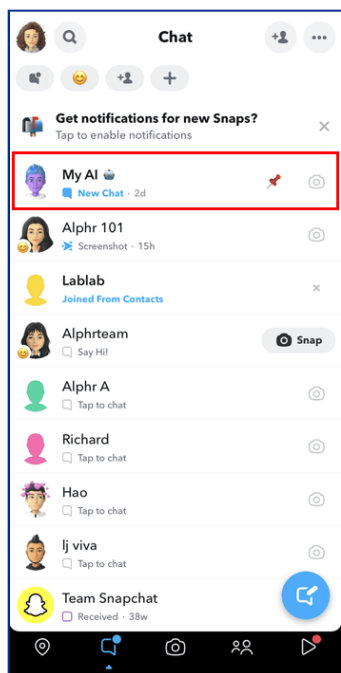 Chat
Get notifications for new Snaps?
Tap to enable notifications
My AI
New Chat · 2d
Alphr 101
Screenshot · 15h
Lablab
Joined From Contacts
Alphrteam
Say Hi!
Snap
Alphr A
Tap to chat
Richard
Tap to chat
Hao
Tap to chat
lj viva
Tap to chat
Team Snapchat
Received · 38w